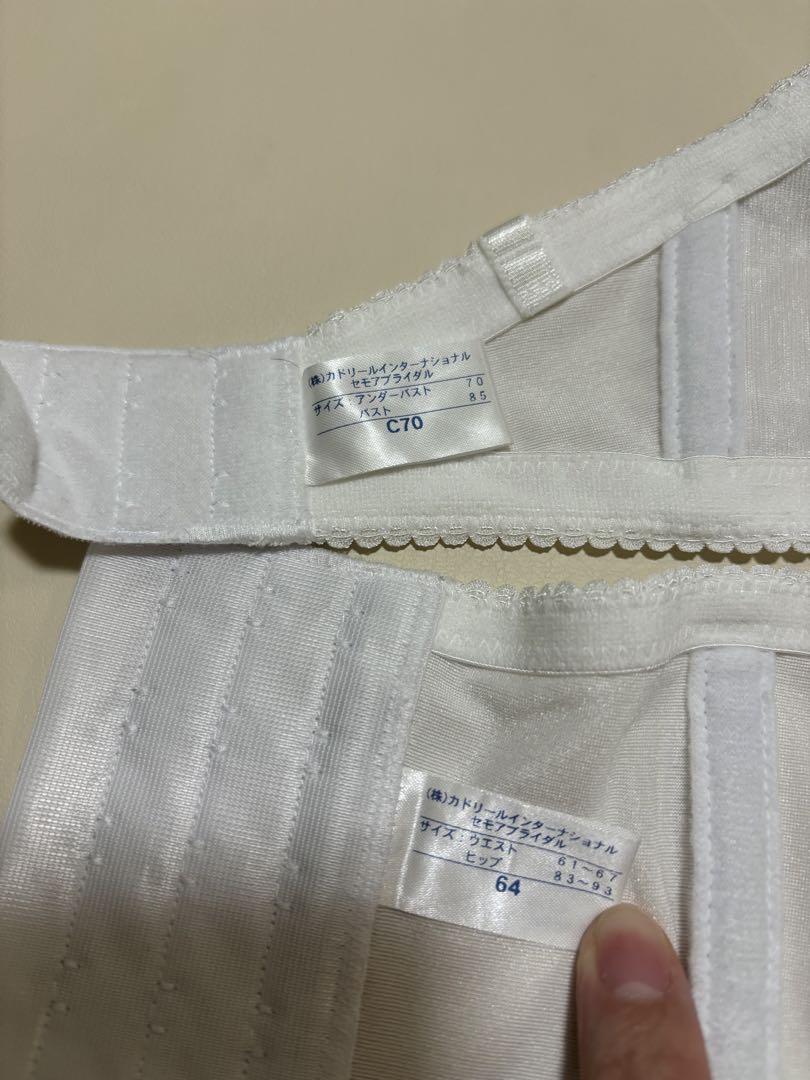 (株)カドリールインターナショナル
セモアブライダル
サイズ：アンダーバスト 70
バスト 85
C70
(株)カドリールインターナショナル
セモアブライダル
サイズ：ウエスト 61〜67
ヒップ 83〜93
64